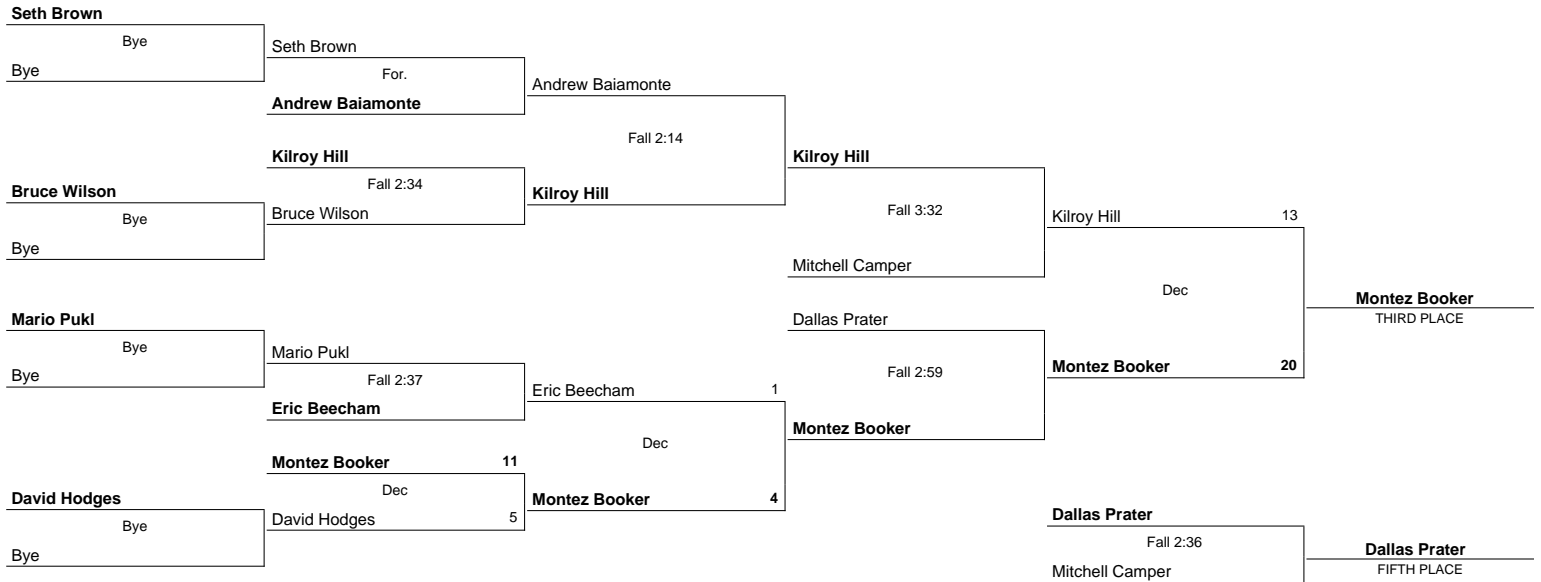 Seth Brown
Bye
Bye
Seth Brown
For.
Andrew Baiamonte
Andrew Baiamonte
Fall 2:14
Kilroy Hill
Fall 2:34
Bruce Wilson
Kilroy Hill
Bruce Wilson
Bye
Bye
Kilroy Hill
Fall 3:32
Mitchell Camper
Kilroy Hill 13
Dec
Montez Booker 20
Montez Booker
THIRD PLACE
Mario Pukl
Bye
Bye
Mario Pukl
Fall 2:37
Eric Beecham
Eric Beecham 1
Dec
Montez Booker 4
Montez Booker 11
Dec
David Hodges 5
David Hodges
Bye
Bye
Dallas Prater
Fall 2:59
Montez Booker
Dallas Prater
Fall 2:36
Mitchell Camper
Dallas Prater
FIFTH PLACE